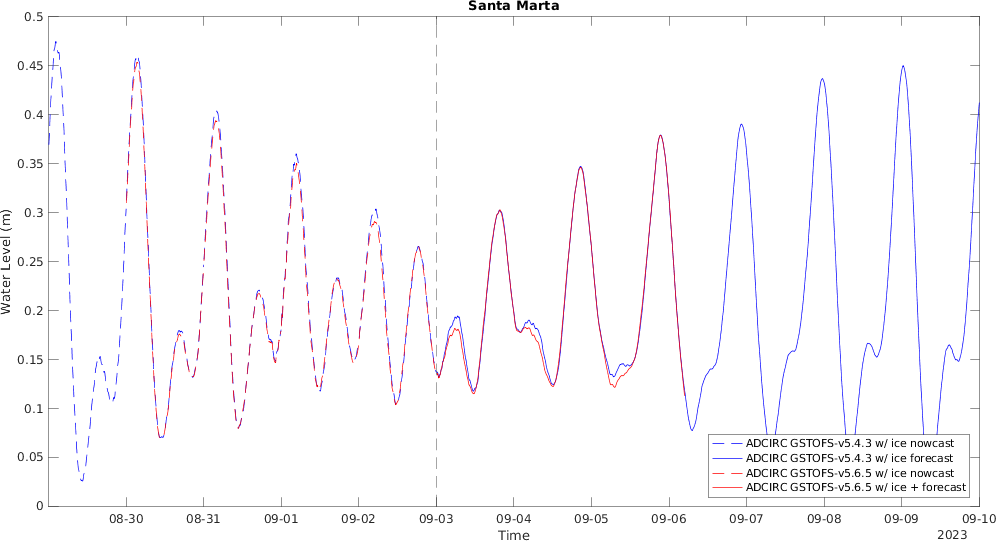 Santa Marta
0.5
0.45
0.4
0.35
0.3
0.25
0.2
0.15
0.1
0.05
0
Water Level (m)
ADCIRC GSTOFS-v5.4.3 w/ ice nowcast
ADCIRC GSTOFS-v5.4.3 w/ ice forecast
ADCIRC GSTOFS-v5.6.5 w/ ice nowcast
ADCIRC GSTOFS-v5.6.5 w/ ice + forecast
08-30 08-31 09-01 09-02 09-03 09-04 09-05 09-06 09-07 09-08 09-09 09-10
Time
2023